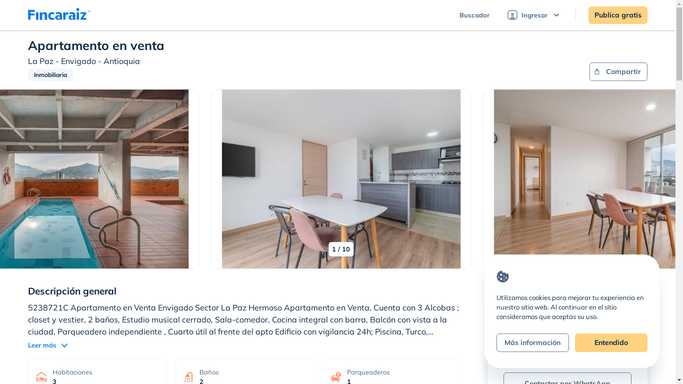 Fincaraiz
Buscador
Ingresar
Publica gratis
Apartamento en venta
La Paz - Envigado - Antioquia
Inmobiliaria
Compartir
1 / 10
Descripción general
5238721C Apartamento en Venta Envigado Sector La Paz Hermoso Apartamento en Venta, Cuenta con 3 Alcobas ;
closet y vestier, 2 baños, Estudio musical cerrado, Sala-comedor, Cocina integral con barra, Balcón con vista a la
ciudad, Parqueadero independiente , Cuarto útil al frente del apto Edificio con vigilancia 24h; Piscina, Turco,...
Leer más
Habitaciones
3
Baños
2
Parqueaderos
1
Utilizamos cookies para mejorar tu experiencia en
nuestro sitio web. Al continuar en el sitio
consideramos que aceptas su uso.
Más información
Entendido
Contactar por WhatsApp